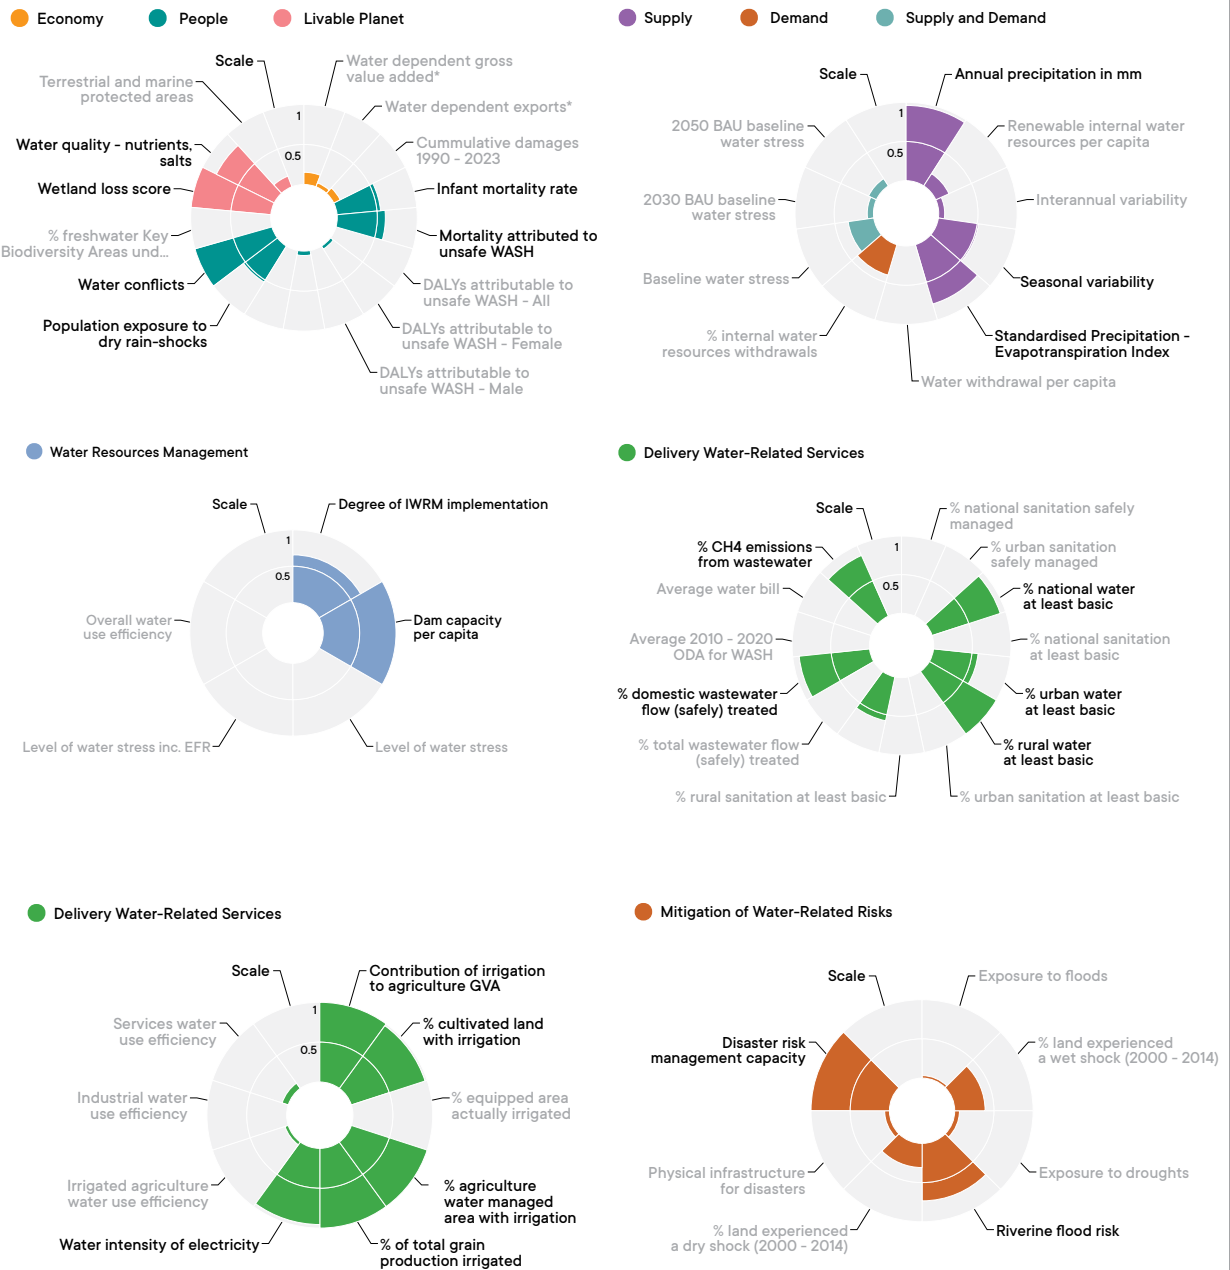 Economy
People
Livable Planet
Scale
Water dependent gross
value added*
Terrestrial and marine
protected areas
Water dependent exports*
1
Water quality - nutrients,
salts
Cummulative damages
1990 - 2023
0.5
Wetland loss score
Infant mortality rate
% freshwater Key
Biodiversity Areas und...
Mortality attributed to
unsafe WASH
Water conflicts
DALYs attributable to
unsafe WASH - All
Population exposure to
dry rain-shocks
DALYs attributable to
unsafe WASH - Female
DALYs attributable to
unsafe WASH - Male
Supply
Demand
Supply and Demand
Scale
Annual precipitation in mm
1
2050 BAU baseline
water stress
Renewable internal water
resources per capita
0.5
2030 BAU baseline
water stress
Interannual variability
Baseline water stress
Seasonal variability
% internal water
resources withdrawals
Standardised Precipitation -
Evapotranspiration Index
Water withdrawal per capita
Water Resources Management
Scale
Degree of IWRM implementation
1
0.5
Overall water
use efficiency
Dam capacity
per capita
Level of water stress inc. EFR
Level of water stress
Delivery Water-Related Services
Scale
% national sanitation safely
managed
% CH4 emissions
from wastewater
1
% urban sanitation
safely managed
Average water bill
0.5
% national water
at least basic
Average 2010 - 2020
ODA for WASH
% national sanitation
at least basic
% domestic wastewater
flow (safely) treated
% urban water
at least basic
% total wastewater flow
(safely) treated
% rural water
at least basic
% rural sanitation at least basic
% urban sanitation at least basic
Delivery Water-Related Services
Scale
Contribution of irrigation
to agriculture GVA
1
Services water
use efficiency
% cultivated land
with irrigation
0.5
Industrial water
use efficiency
% equipped area
actually irrigated
Irrigated agriculture
water use efficiency
% agriculture
water managed
area with irrigation
Water intensity of electricity
% of total grain
production irrigated
Mitigation of Water-Related Risks
Scale
Exposure to floods
Disaster risk
management capacity
% land experienced
a wet shock (2000 - 2014)
Physical infrastructure
for disasters
Exposure to droughts
% land experienced
a dry shock (2000 - 2014)
Riverine flood risk